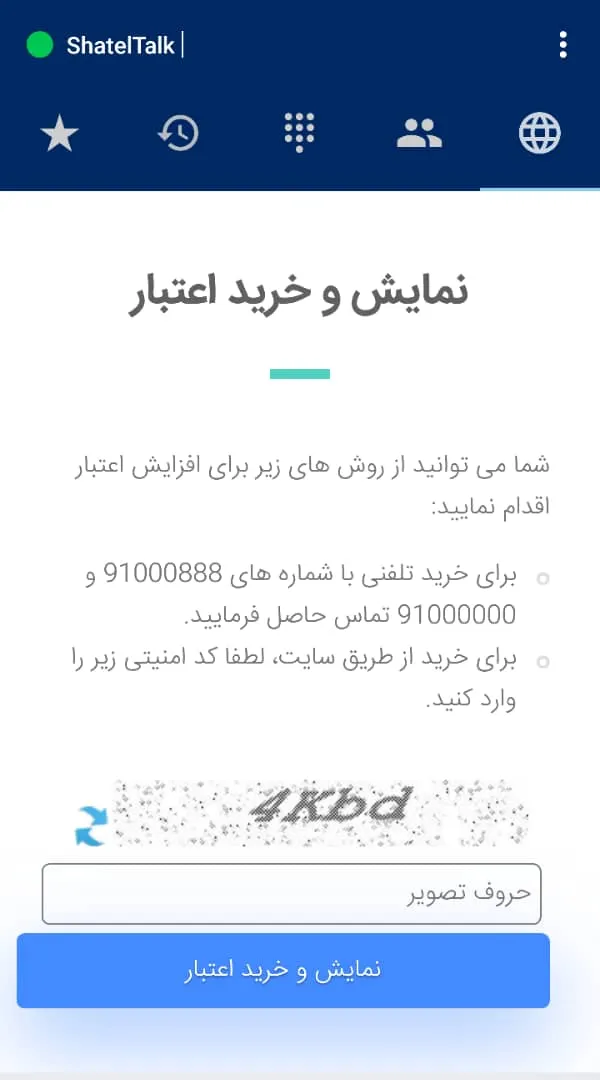 ShatelTalk
نمایش و خرید اعتبار
شما می توانید از روش های زیر برای افزایش اعتبار
اقدام نمایید:
برای خرید تلفنی با شماره های 91000888 و
91000000 تماس حاصل فرمایید.
برای خرید از طریق سایت، لطفا کد امنیتی زیر را
وارد کنید.
4Kbd
حروف تصویر
نمایش و خرید اعتبار